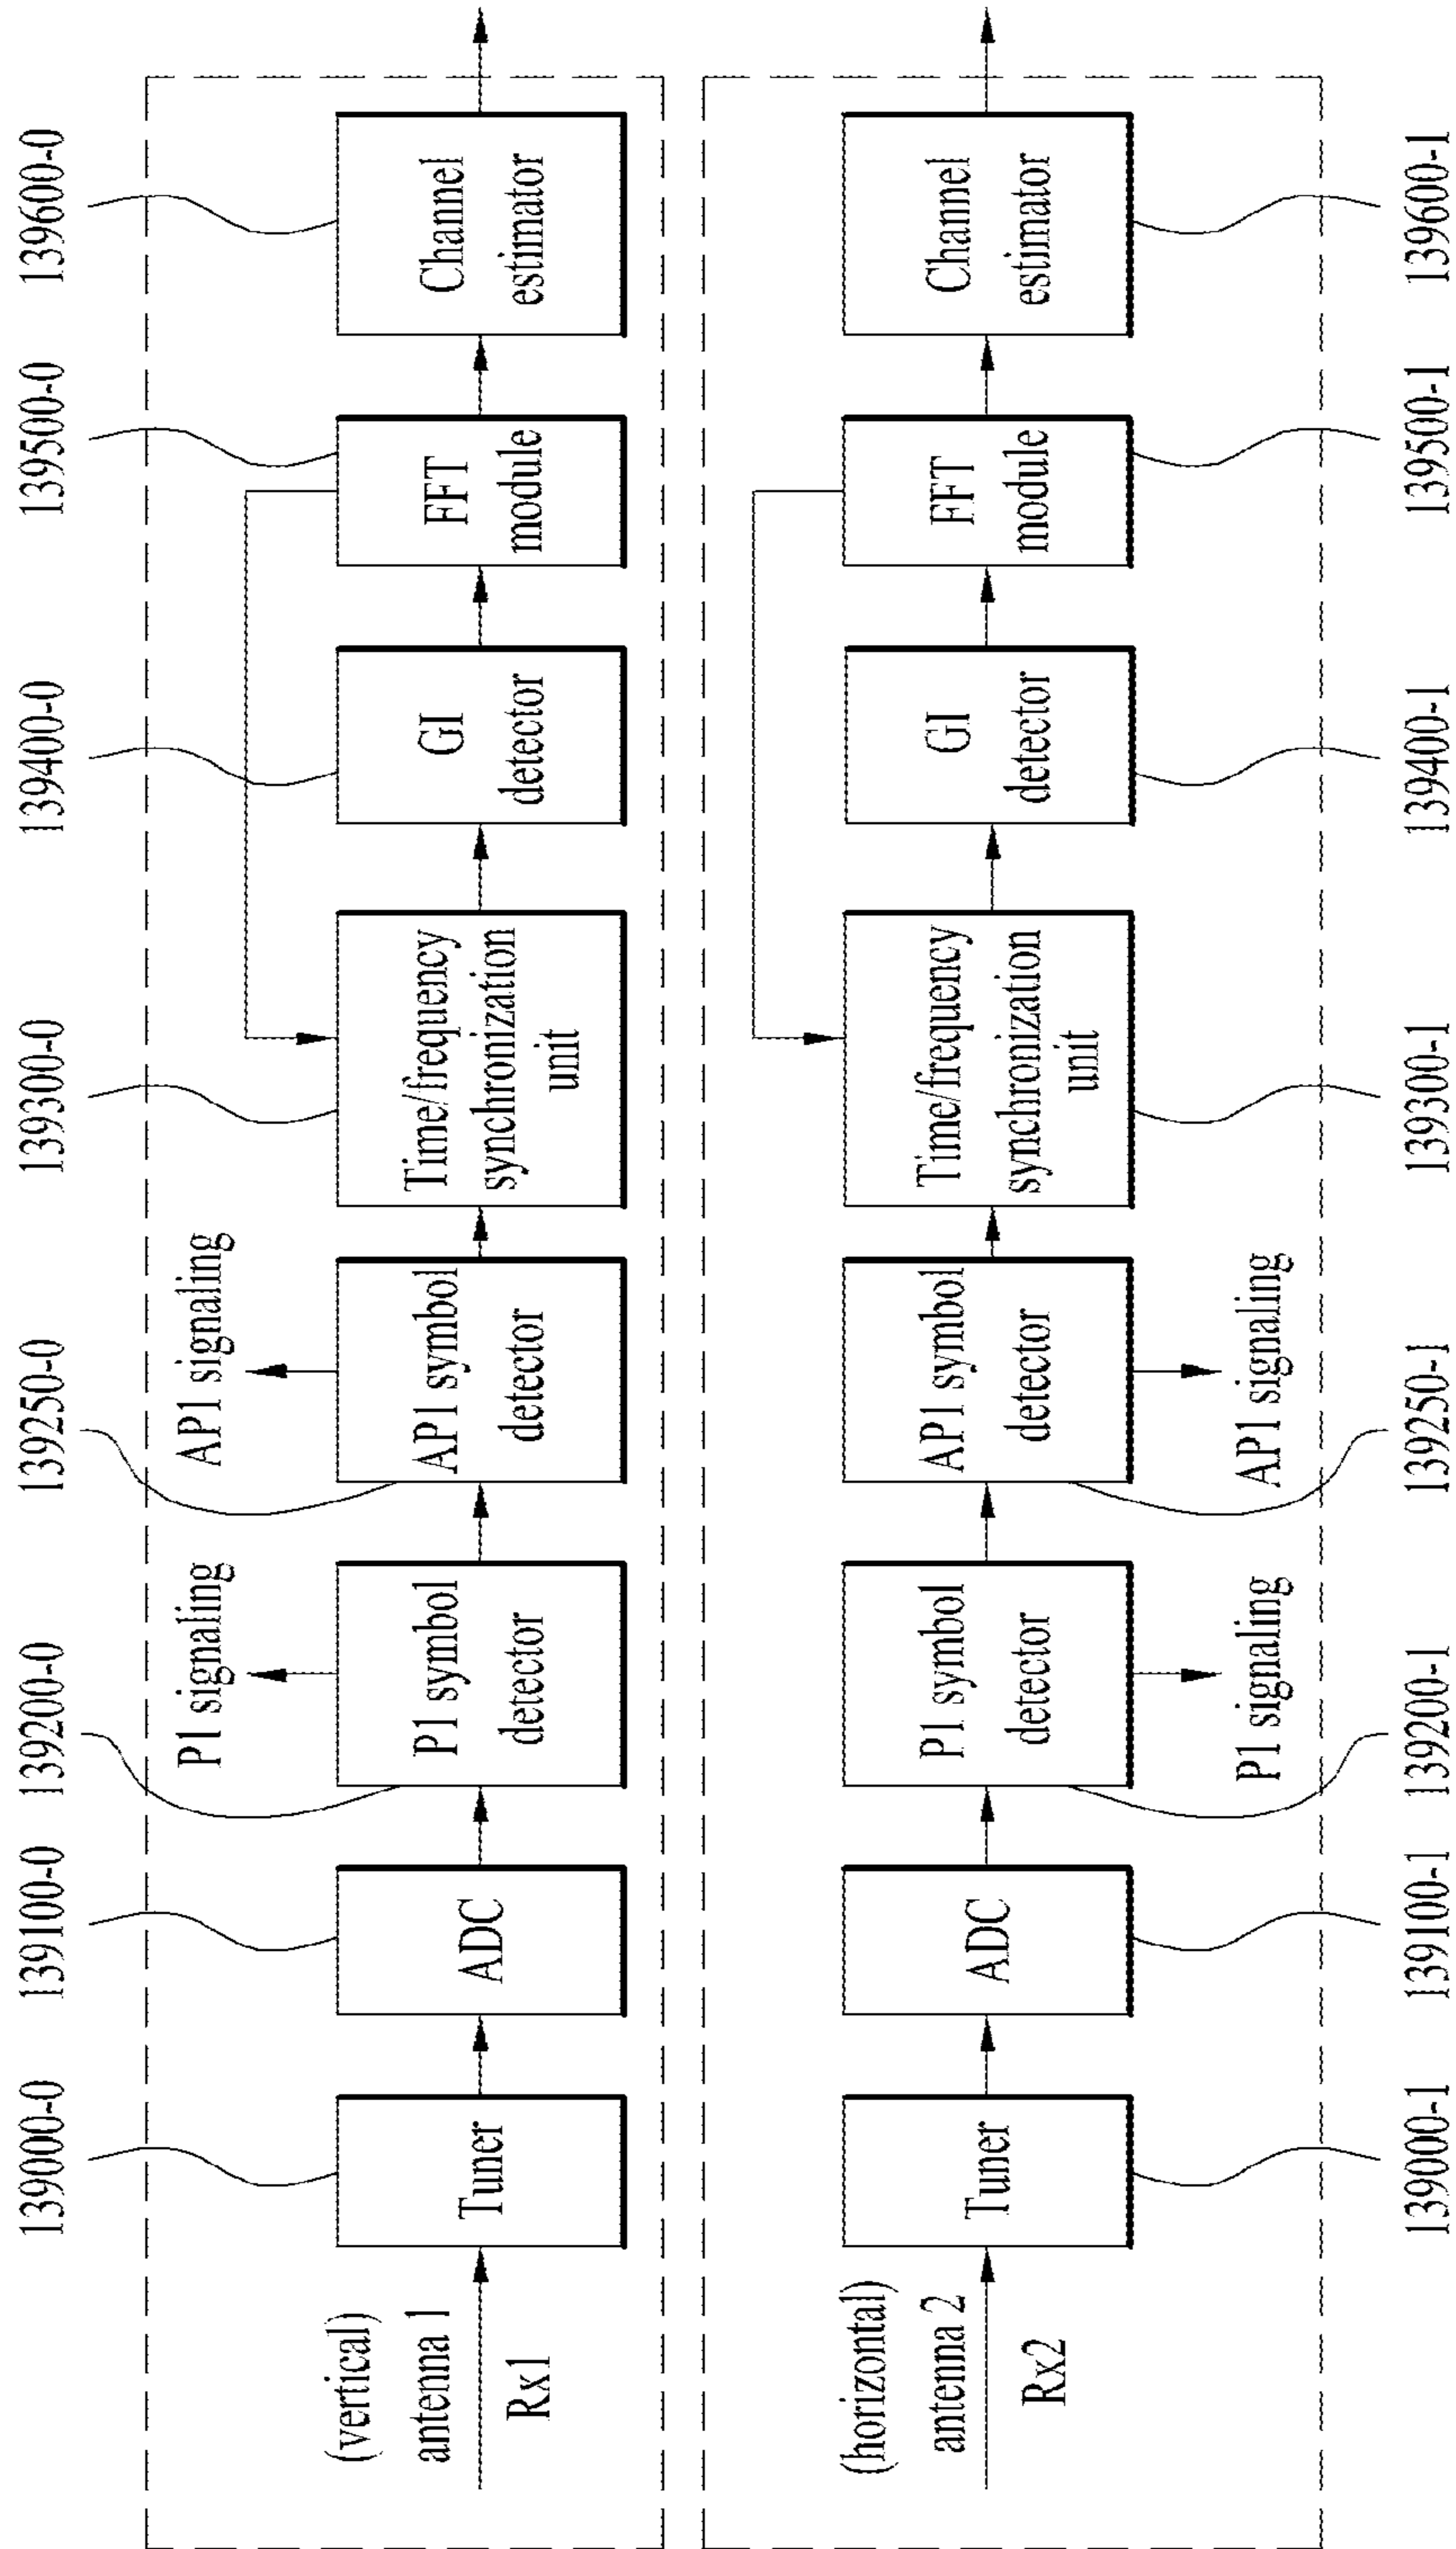 139000-0
139100-0
139200-0
139250-0
139300-0
139400-0
139500-0
139600-0
P1 signaling
AP1 signaling
(vertical)
antenna 1
Rx1
Tuner
ADC
P1 symbol
detector
AP1 symbol
detector
Time/frequency
synchronization
unit
GI
detector
FFT
module
Channel
estimator
(horizontal)
antenna 2
Rx2
Tuner
ADC
P1 symbol
detector
AP1 symbol
detector
Time/frequency
synchronization
unit
GI
detector
FFT
module
Channel
estimator
P1 signaling
AP1 signaling
139000-1
139100-1
139200-1
139250-1
139300-1
139400-1
139500-1
139600-1